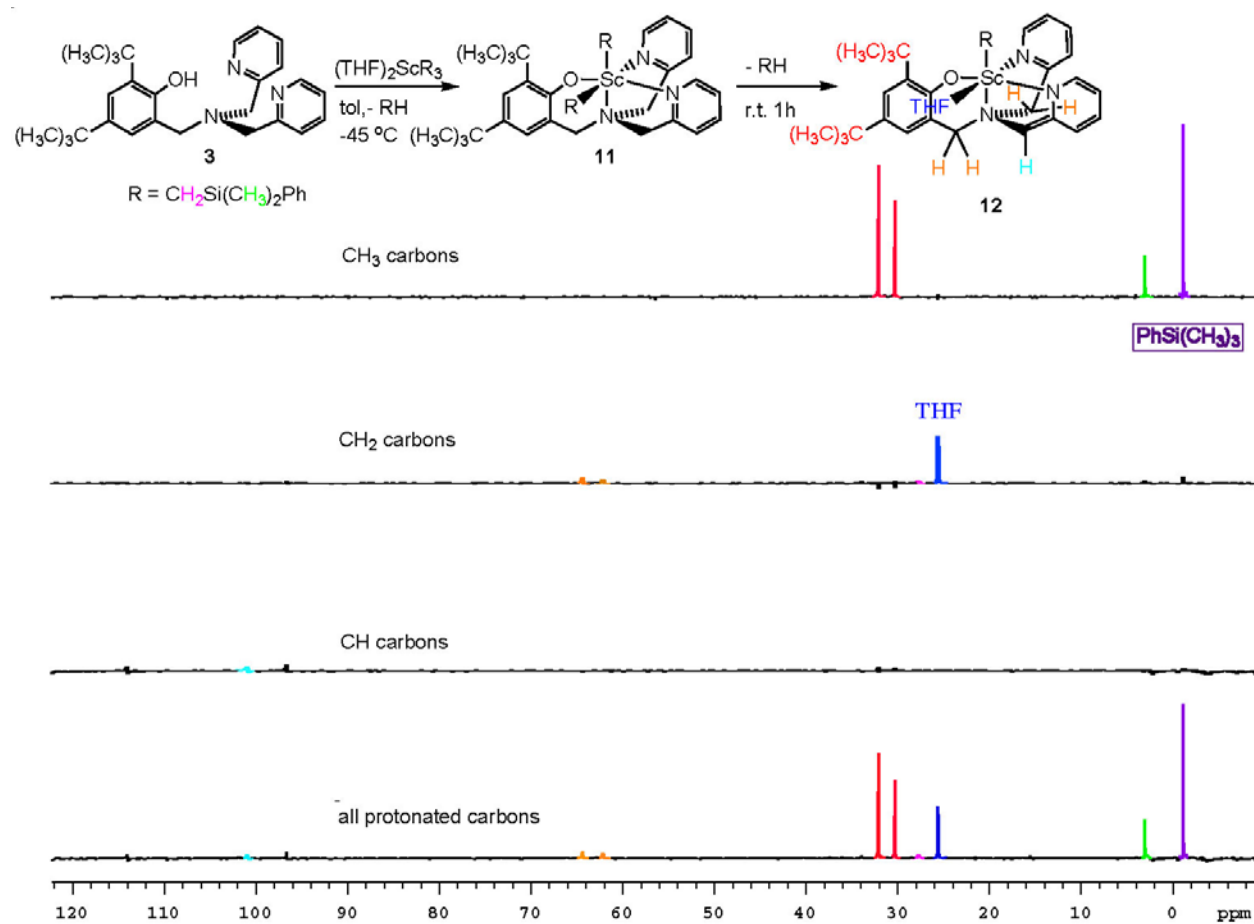 (H₃C)₃C
OH
N
N
N
(H₃C)₃C
3
R = CH₂Si(CH₃)₂Ph
(THF)₂ScR₃
tol,- RH
-45 ºC
(H₃C)₃C
R
N
O
Sc
R
N
N
(H₃C)₃C
11
- RH
r.t. 1h
(H₃C)₃C
R
N
O
Sc
N
THF
H
H
N
(H₃C)₃C
H H
H
12
CH₃ carbons
PhSi(CH₃)₃
THF
CH₂ carbons
CH carbons
all protonated carbons
120 110 100 90 80 70 60 50 40 30 20 10 0 ppm